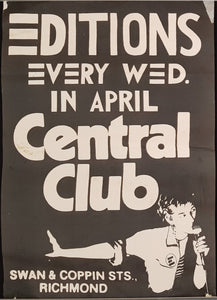 EDITIONS
EVERY WED.
IN APRIL
Central
Club
SWAN & COPPIN STS.,
RICHMOND